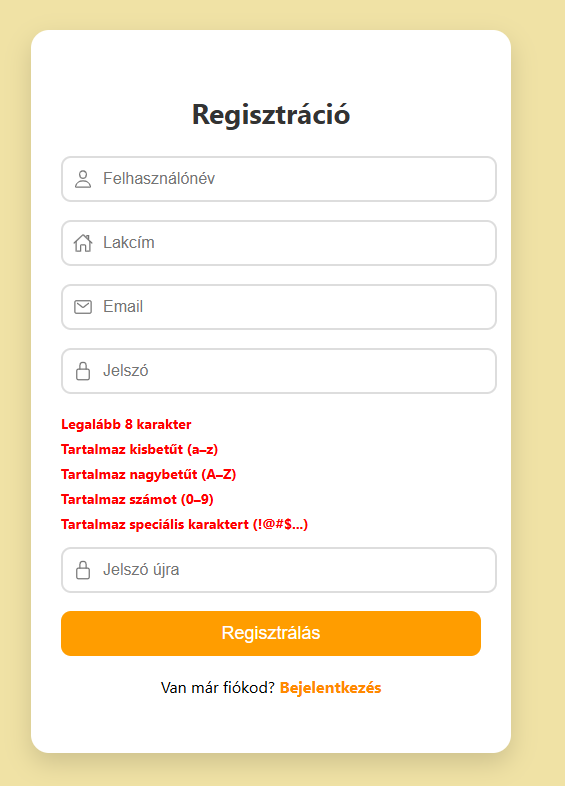 Regisztráció
Felhasználónév
Lakcím
Email
Jelszó
Legalább 8 karakter
Tartalmaz kisbetűt (a–z)
Tartalmaz nagybetűt (A–Z)
Tartalmaz számot (0–9)
Tartalmaz speciális karaktert (!@#$...)
Jelszó újra
Regisztrálás
Van már fiókod? Bejelentkezés